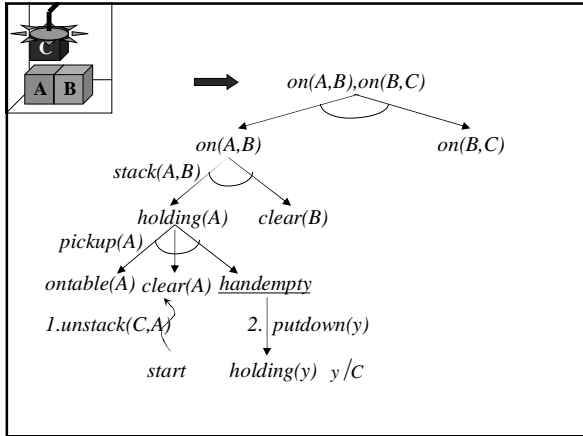 C
A B
on(A,B),on(B,C)
on(A,B) on(B,C)
stack(A,B)
holding(A) clear(B)
pickup(A)
ontable(A) clear(A) handempty
1.unstack(C,A) 2. putdown(y)
start holding(y) y/C